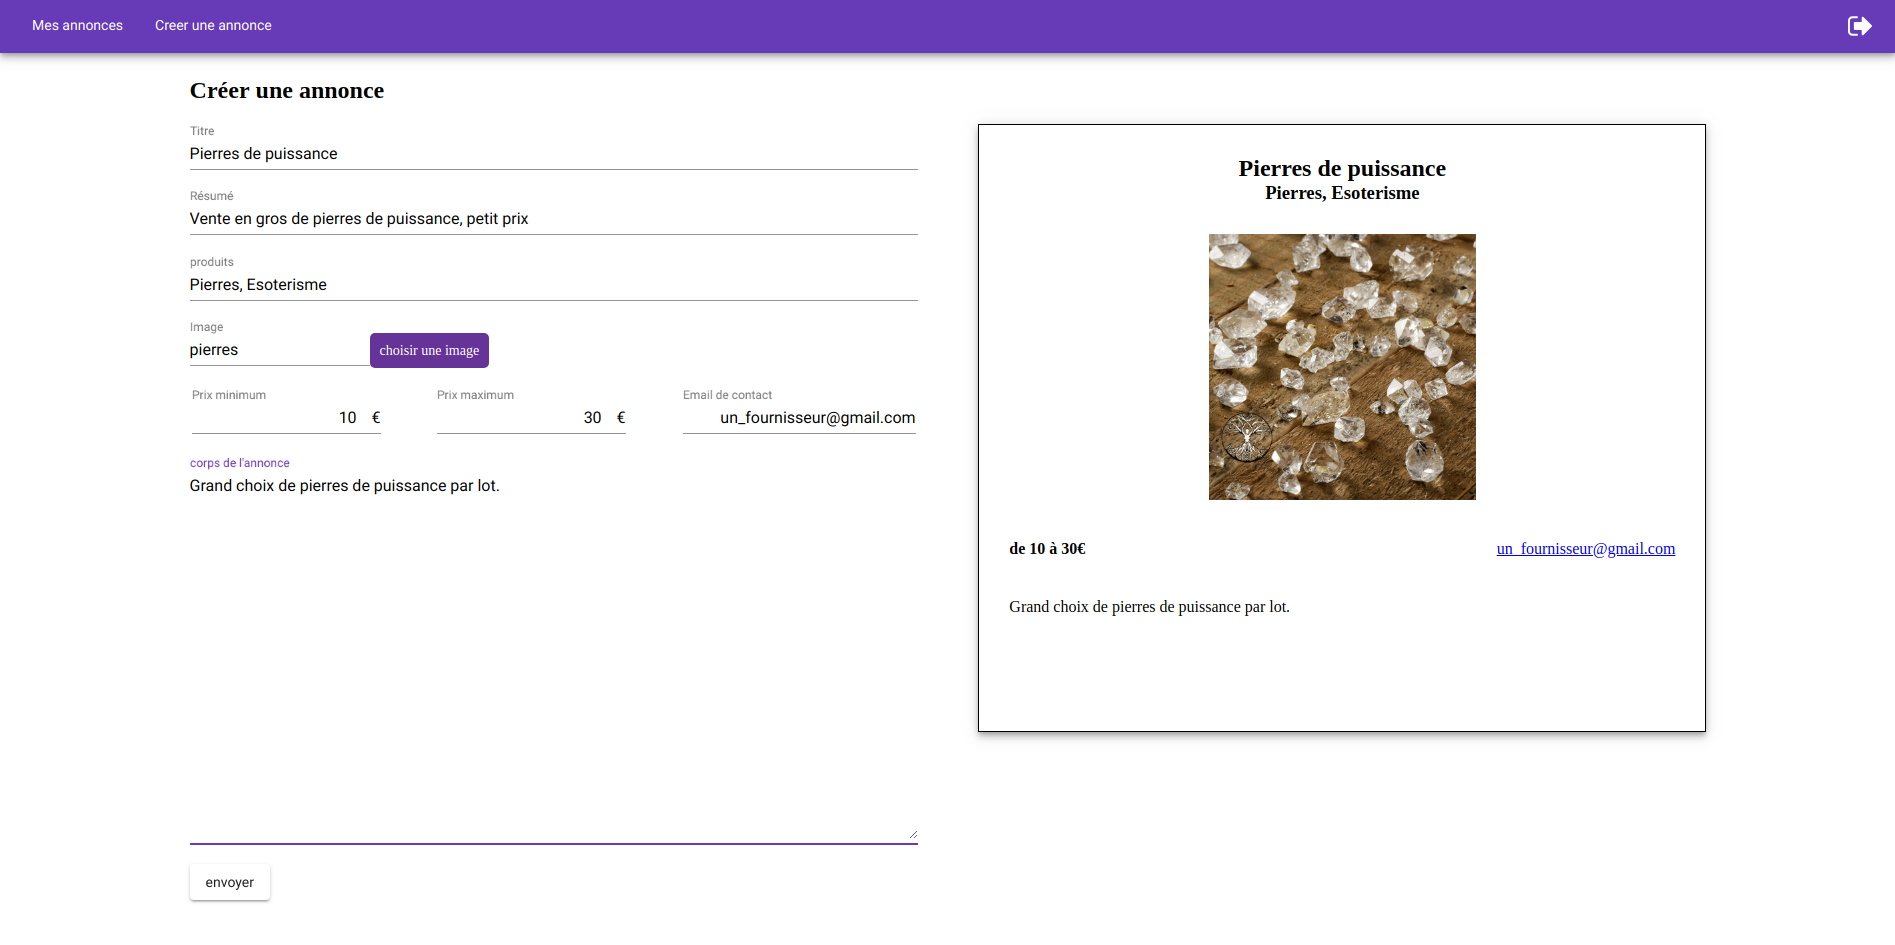 Mes annonces
Creer une annonce
Créer une annonce
Titre
Pierres de puissance
Résumé
Vente en gros de pierres de puissance, petit prix
produits
Pierres, Esoterisme
Image
pierres
choisir une image
Prix minimum
10 €
Prix maximum
30 €
Email de contact
un_fournisseur@gmail.com
corps de l'annonce
Grand choix de pierres de puissance par lot.
envoyer
Pierres de puissance
Pierres, Esoterisme
de 10 à 30€
un_fournisseur@gmail.com
Grand choix de pierres de puissance par lot.